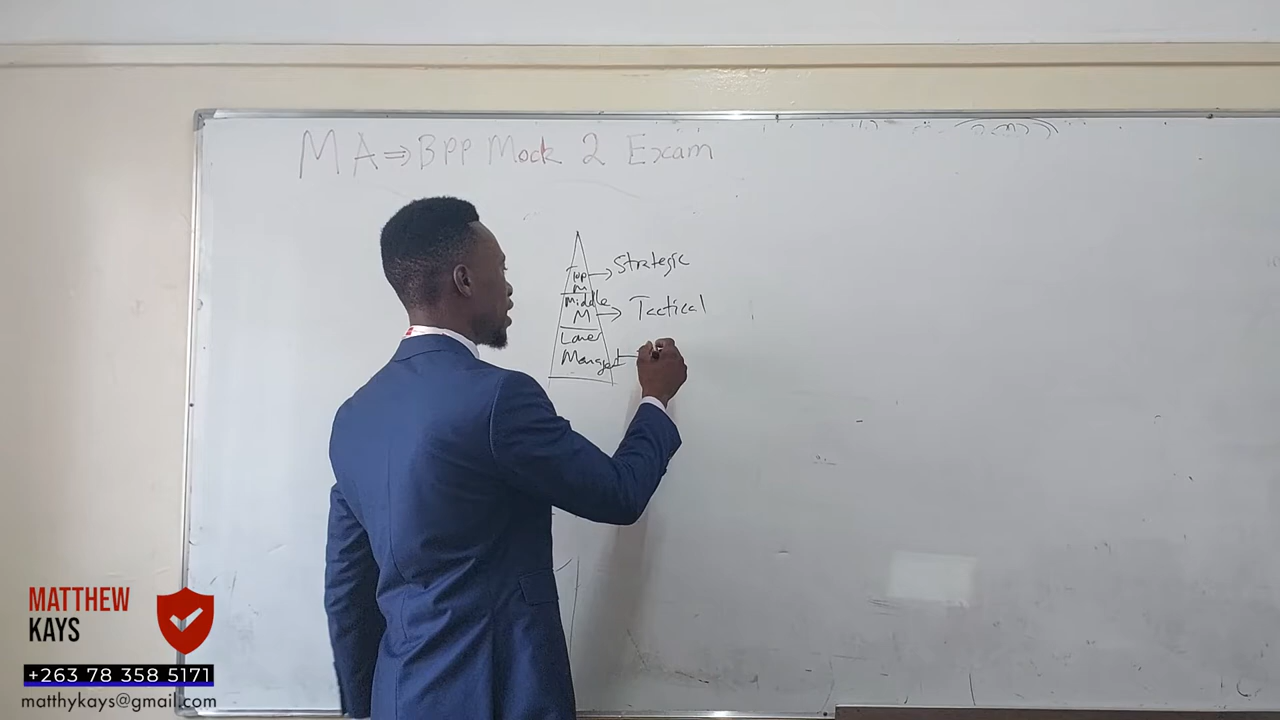 MA⇒BPP Mock 2 Exam
Top → Strategic
M
Middle
M → Tactical
Lower
Manage
MATTHEW
KAYS
+263 78 358 5171
matthykays@gmail.com